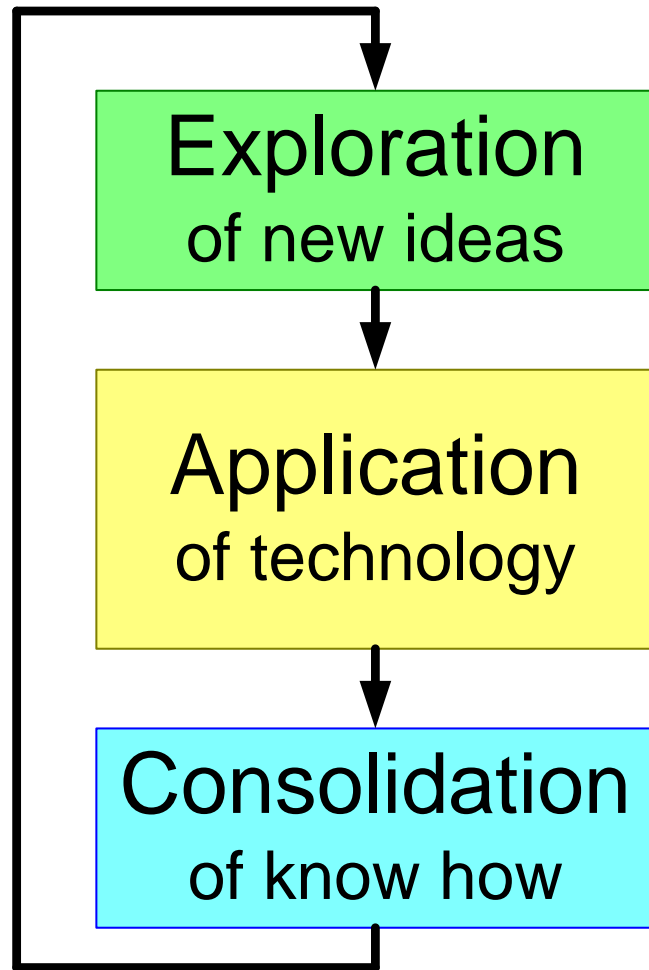 Exploration
of new ideas
Application
of technology
Consolidation
of know how